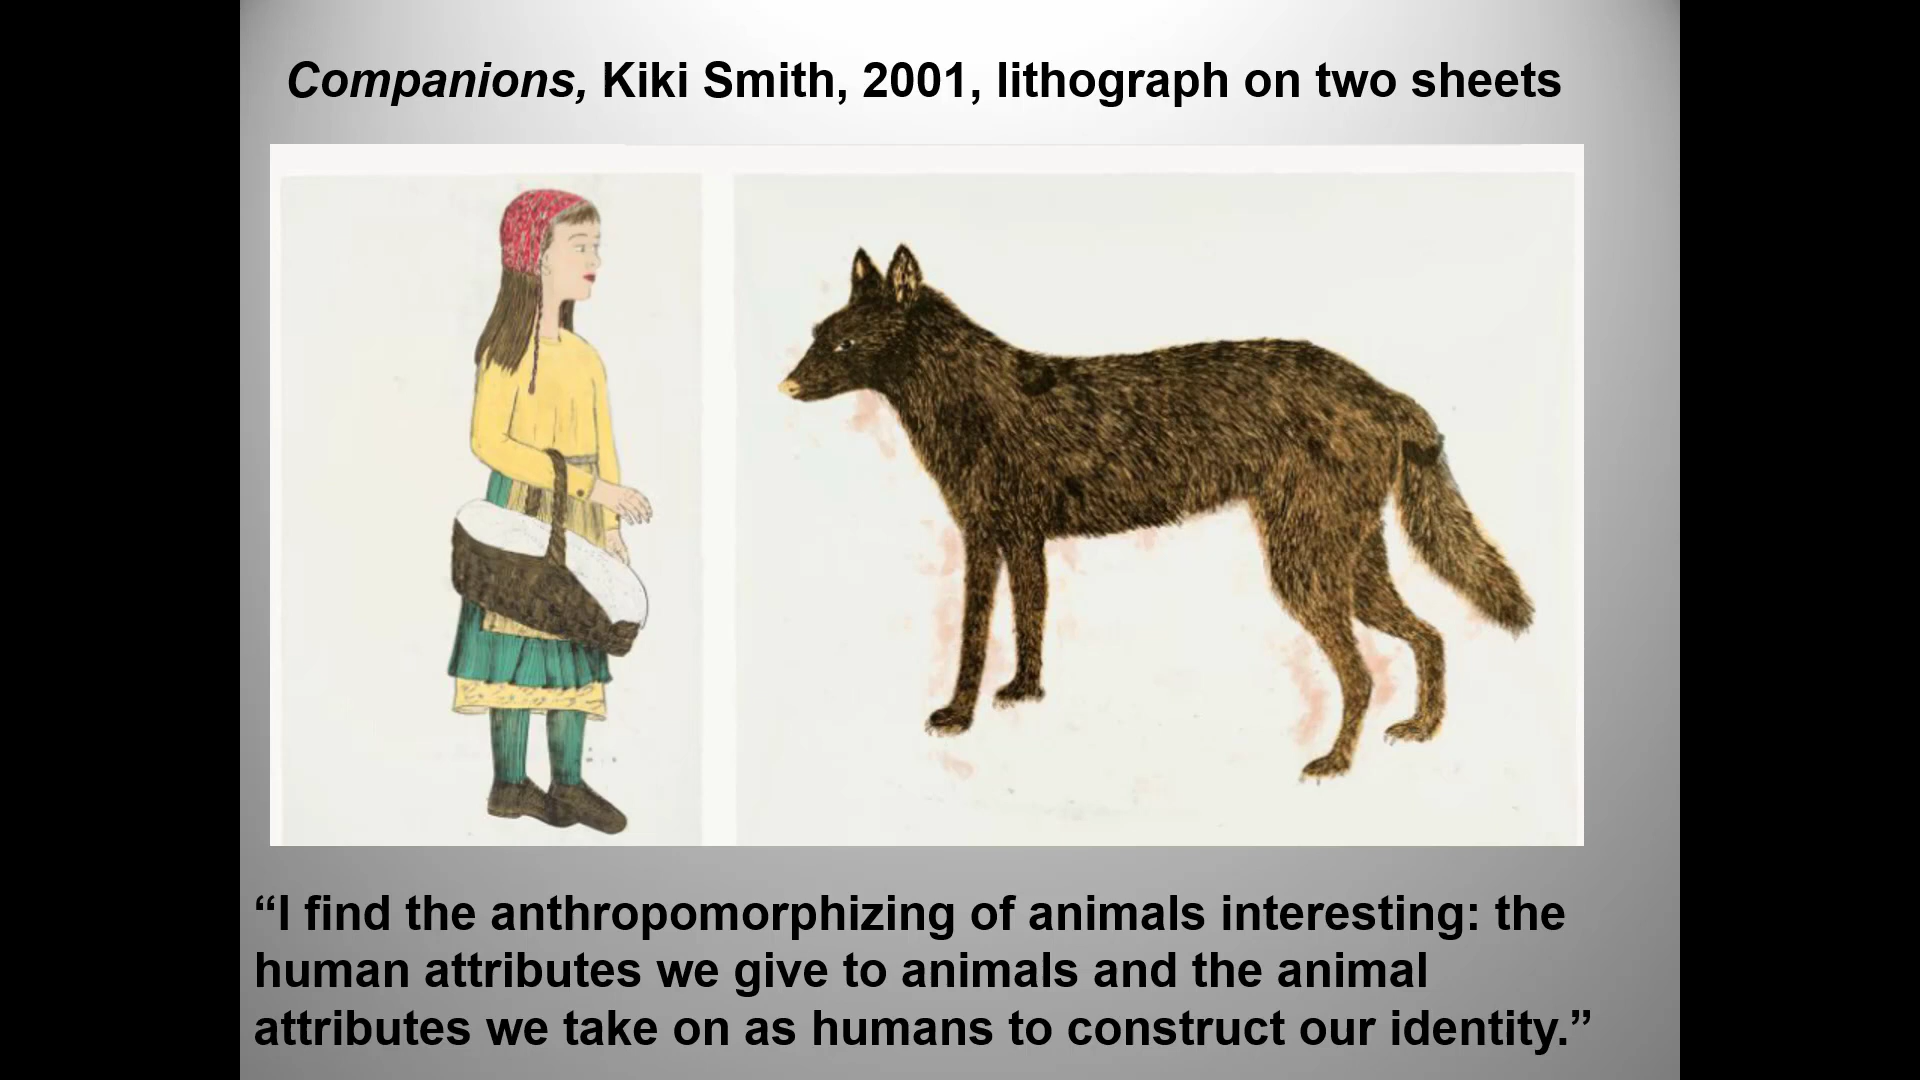 Companions, Kiki Smith, 2001, lithograph on two sheets
“I find the anthropomorphizing of animals interesting: the
human attributes we give to animals and the animal
attributes we take on as humans to construct our identity.”